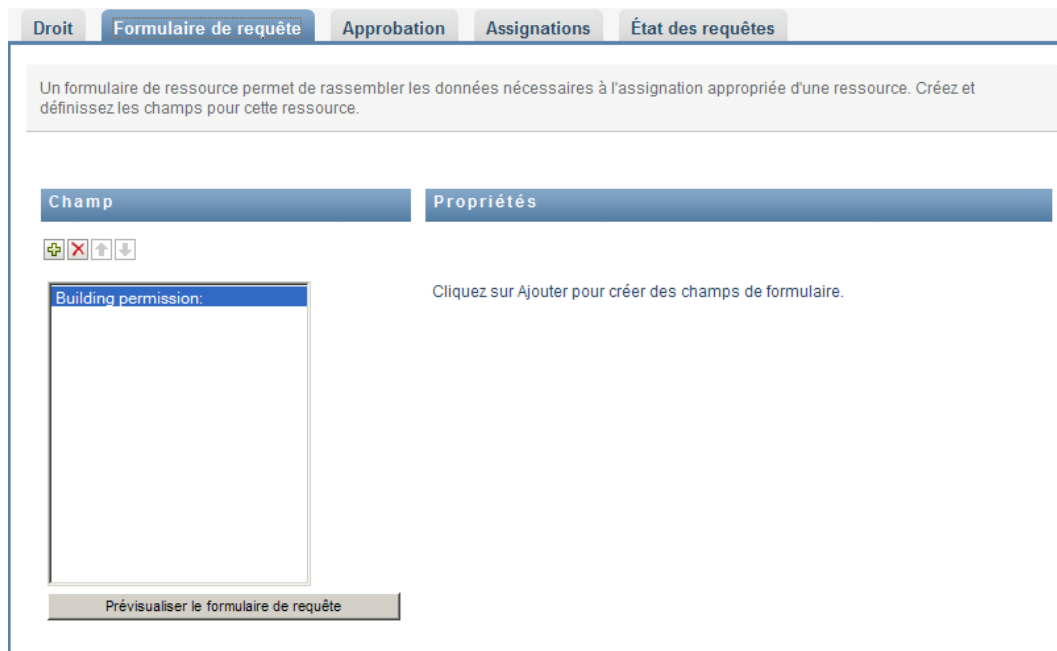 Droit Formulaire de requête Approbation Assignations État des requêtes
Un formulaire de ressource permet de rassembler les données nécessaires à l'assignation appropriée d'une ressource. Créez et
définissez les champs pour cette ressource.
Champ Propriétés
Building permission:
Cliquez sur Ajouter pour créer des champs de formulaire.
Prévisualiser le formulaire de requête